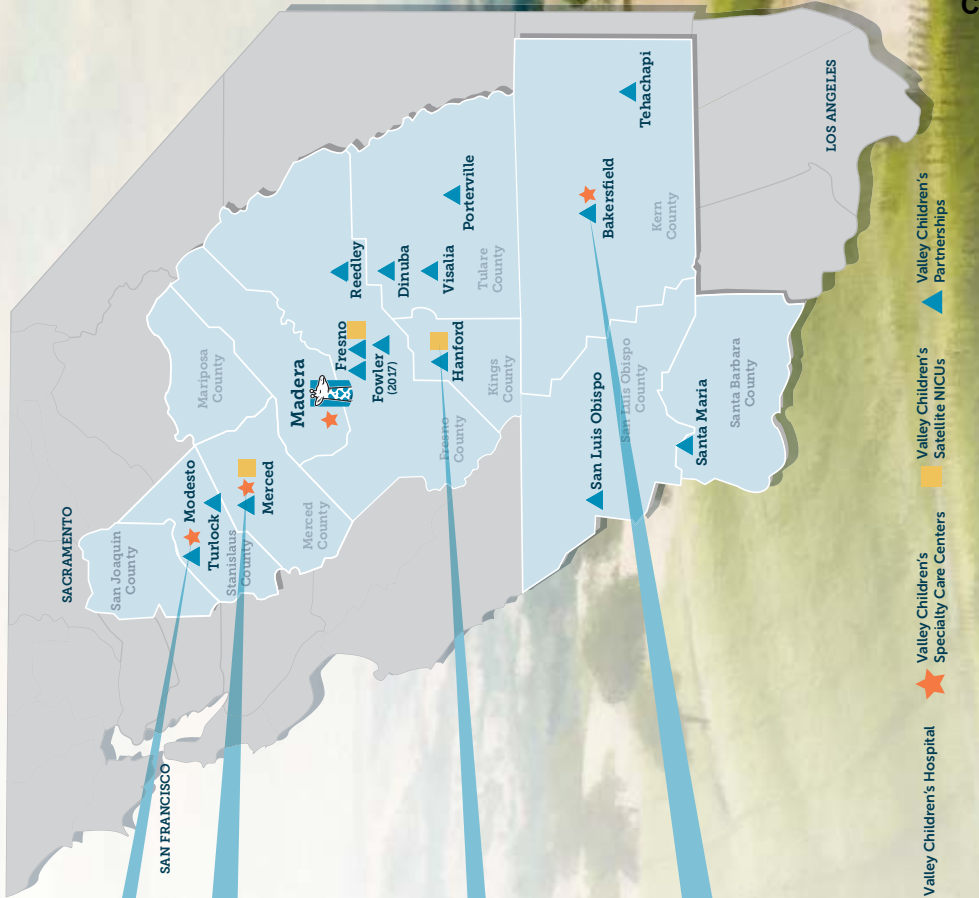 SACRAMENTO
San Joaquin
County
SAN FRANCISCO
Modesto
Mariposa
County
Turlock
Stanislaus
County
Merced
Madera
Merced
County
Fresno
Reedley
Fowler
(2017)
Dinuba
Visalia
Fresno
County
Hanford
Porterville
Tulare
County
Kings
County
San Luis Obispo
Bakersfield
San Luis Obispo
County
Tehachapi
Kern
County
Santa Maria
Santa Barbara
County
LOS ANGELES
Valley Children's Hospital
Valley Children's
Specialty Care Centers
Valley Children's
Satellite NICUs
Valley Children's
Partnerships